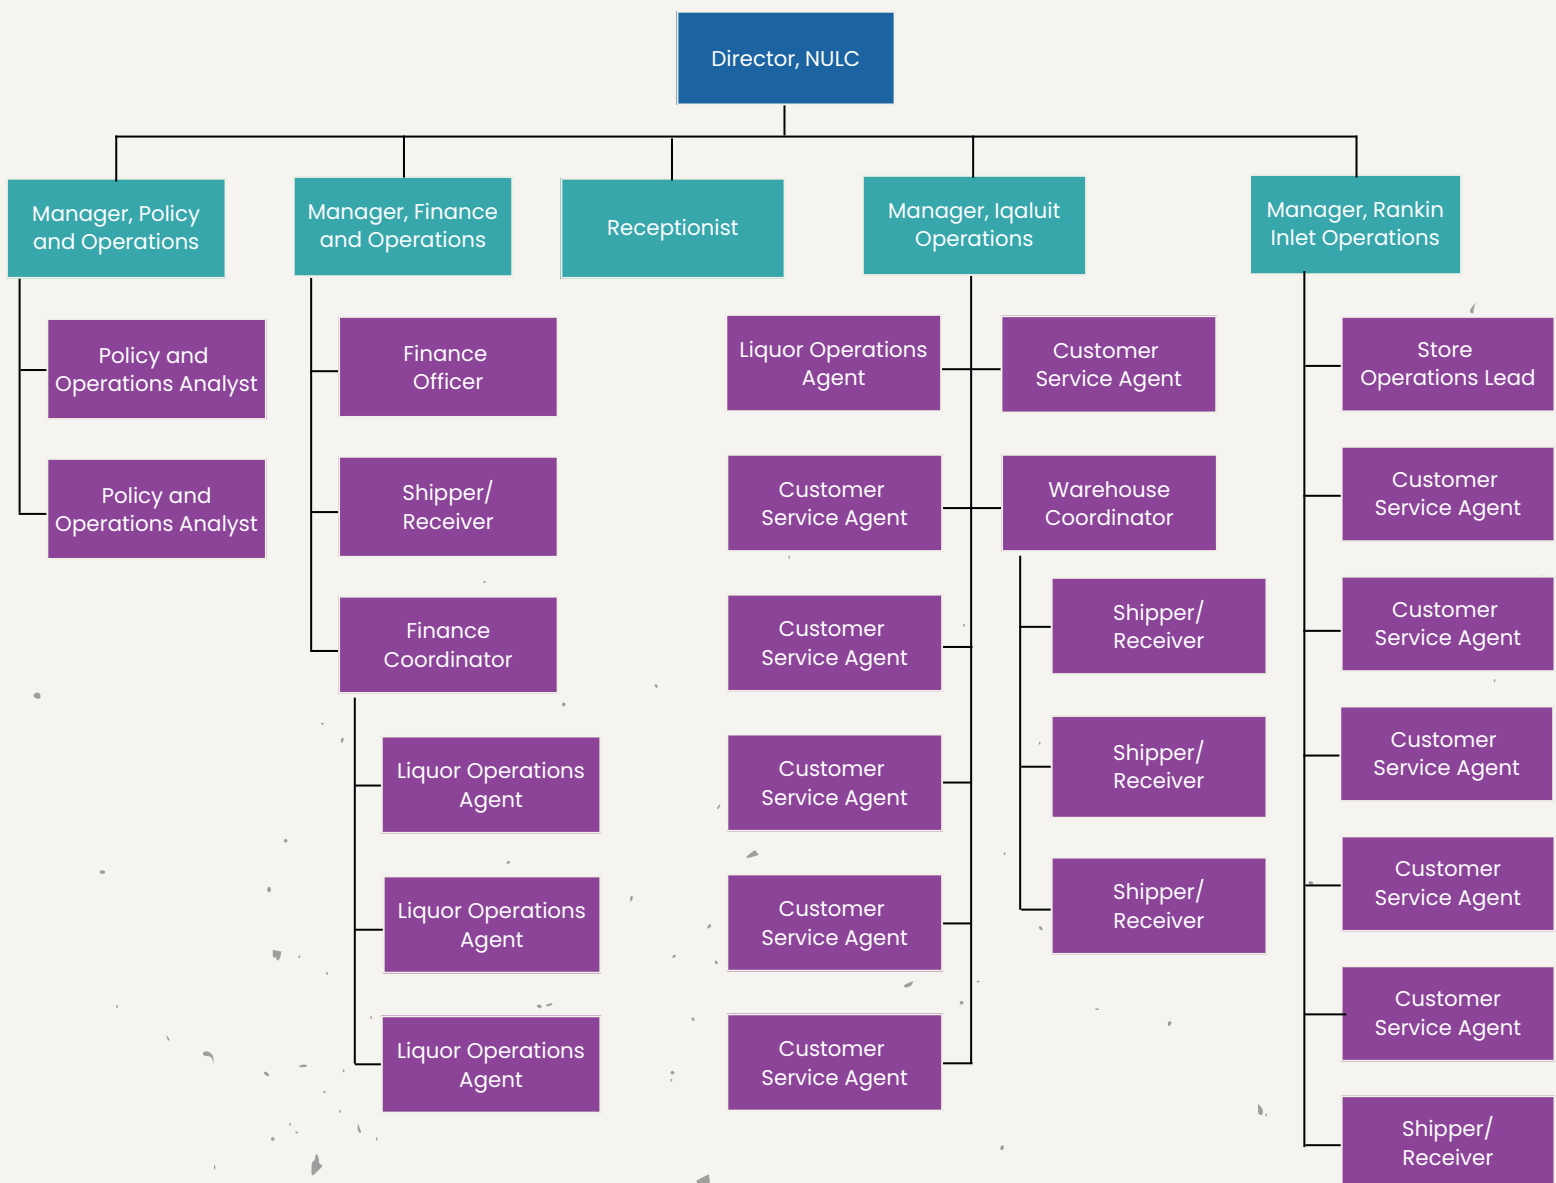 Director, NULC
Manager, Policy
and Operations
Manager, Finance
and Operations
Receptionist
Manager, Iqaluit
Operations
Manager, Rankin
Inlet Operations
Policy and
Operations Analyst
Policy and
Operations Analyst
Finance
Officer
Shipper/
Receiver
Finance
Coordinator
Liquor Operations
Agent
Liquor Operations
Agent
Liquor Operations
Agent
Liquor Operations
Agent
Customer
Service Agent
Customer
Service Agent
Customer
Service Agent
Customer
Service Agent
Customer
Service Agent
Customer
Service Agent
Warehouse
Coordinator
Shipper/
Receiver
Shipper/
Receiver
Shipper/
Receiver
Store
Operations Lead
Customer
Service Agent
Customer
Service Agent
Customer
Service Agent
Customer
Service Agent
Customer
Service Agent
Shipper/
Receiver